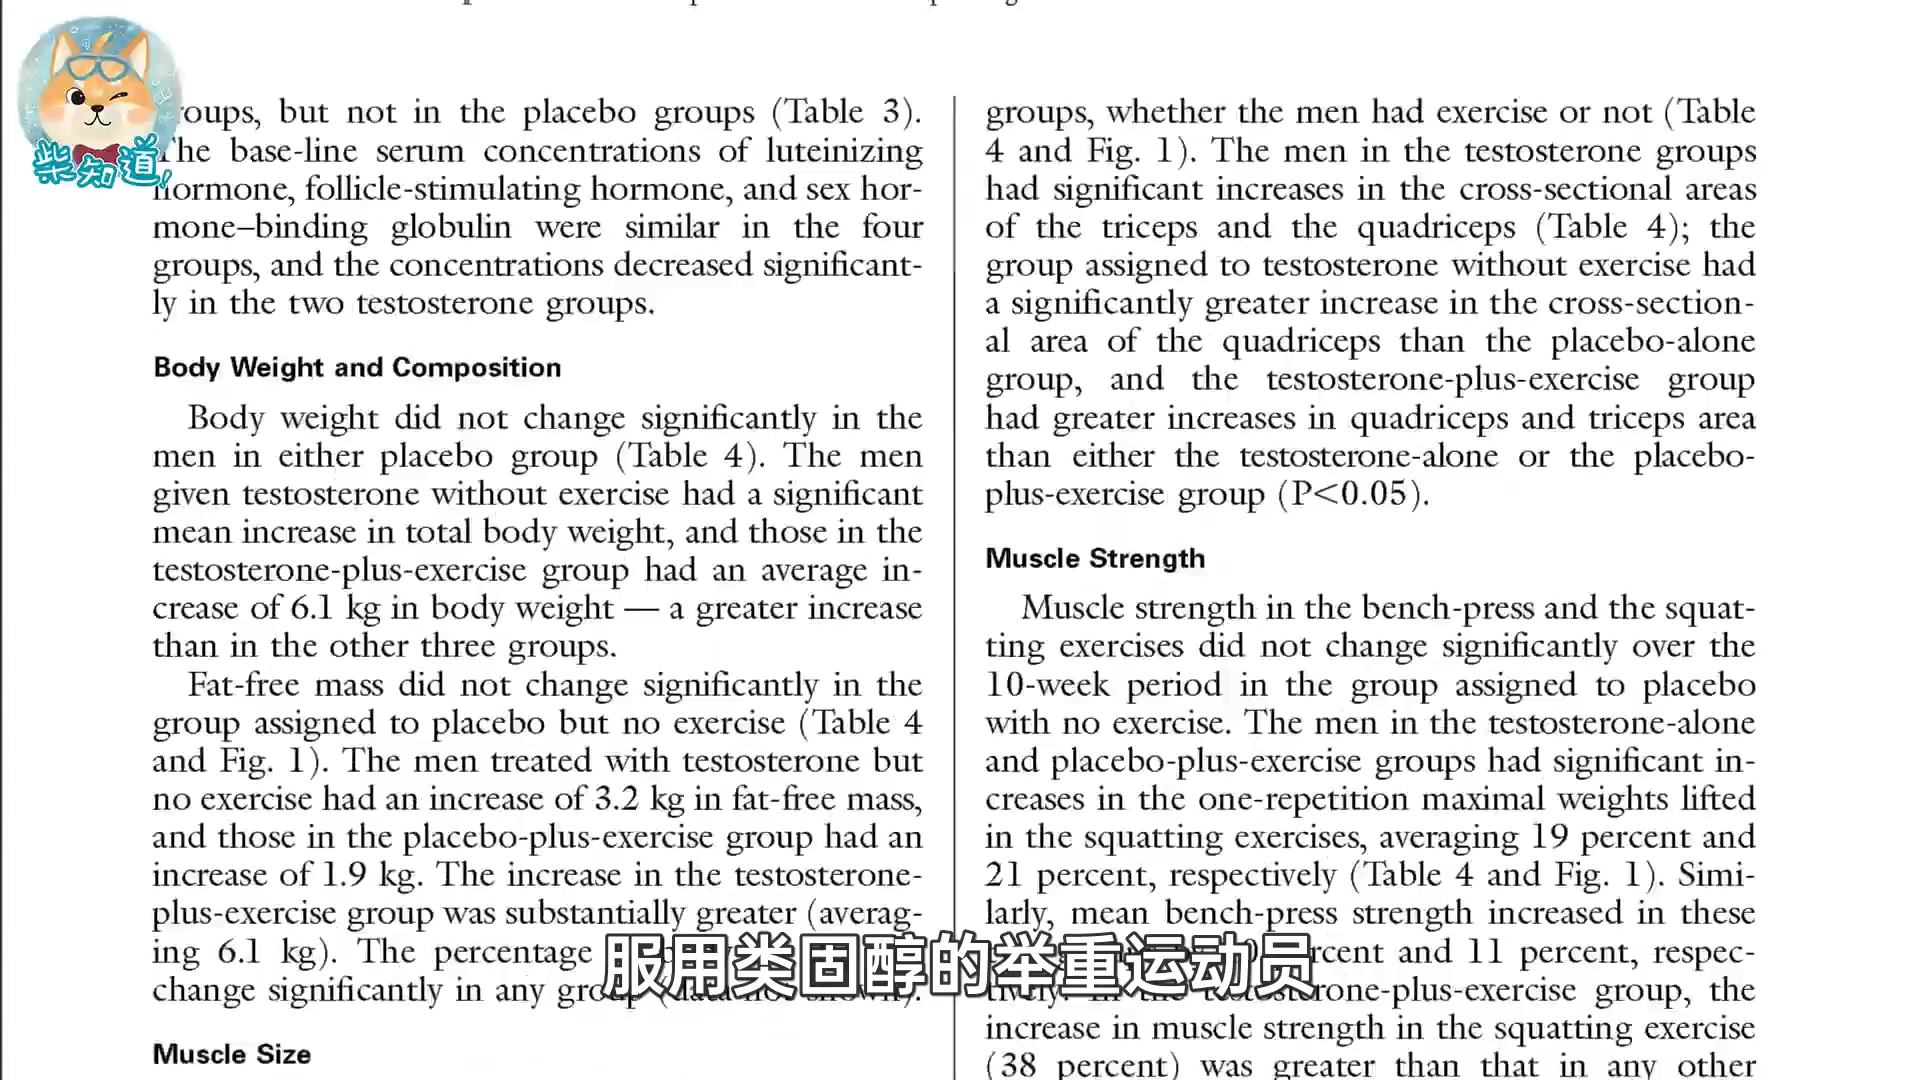 柴知道!
roups, but not in the placebo groups (Table 3).
The base-line serum concentrations of luteinizing
hormone, follicle-stimulating hormone, and sex hor-
mone–binding globulin were similar in the four
groups, and the concentrations decreased significant-
ly in the two testosterone groups.
Body Weight and Composition
Body weight did not change significantly in the
men in either placebo group (Table 4). The men
given testosterone without exercise had a significant
mean increase in total body weight, and those in the
testosterone-plus-exercise group had an average in-
crease of 6.1 kg in body weight — a greater increase
than in the other three groups.
Fat-free mass did not change significantly in the
group assigned to placebo but no exercise (Table 4
and Fig. 1). The men treated with testosterone but
no exercise had an increase of 3.2 kg in fat-free mass,
and those in the placebo-plus-exercise group had an
increase of 1.9 kg. The increase in the testosterone-
plus-exercise group was substantially greater (averag-
ing 6.1 kg). The percentage
change significantly in any group (data not shown).
Muscle Size
groups, whether the men had exercise or not (Table
4 and Fig. 1). The men in the testosterone groups
had significant increases in the cross-sectional areas
of the triceps and the quadriceps (Table 4); the
group assigned to testosterone without exercise had
a significantly greater increase in the cross-section-
al area of the quadriceps than the placebo-alone
group, and the testosterone-plus-exercise group
had greater increases in quadriceps and triceps area
than either the testosterone-alone or the placebo-
plus-exercise group (P<0.05).
Muscle Strength
Muscle strength in the bench-press and the squat-
ting exercises did not change significantly over the
10-week period in the group assigned to placebo
with no exercise. The men in the testosterone-alone
and placebo-plus-exercise groups had significant in-
creases in the one-repetition maximal weights lifted
in the squatting exercises, averaging 19 percent and
21 percent, respectively (Table 4 and Fig. 1). Simi-
larly, mean bench-press strength increased in these
percent and 11 percent, respec-
tively. In the testosterone-plus-exercise group, the
increase in muscle strength in the squatting exercise
(38 percent) was greater than that in any other
服用类固醇的举重运动员